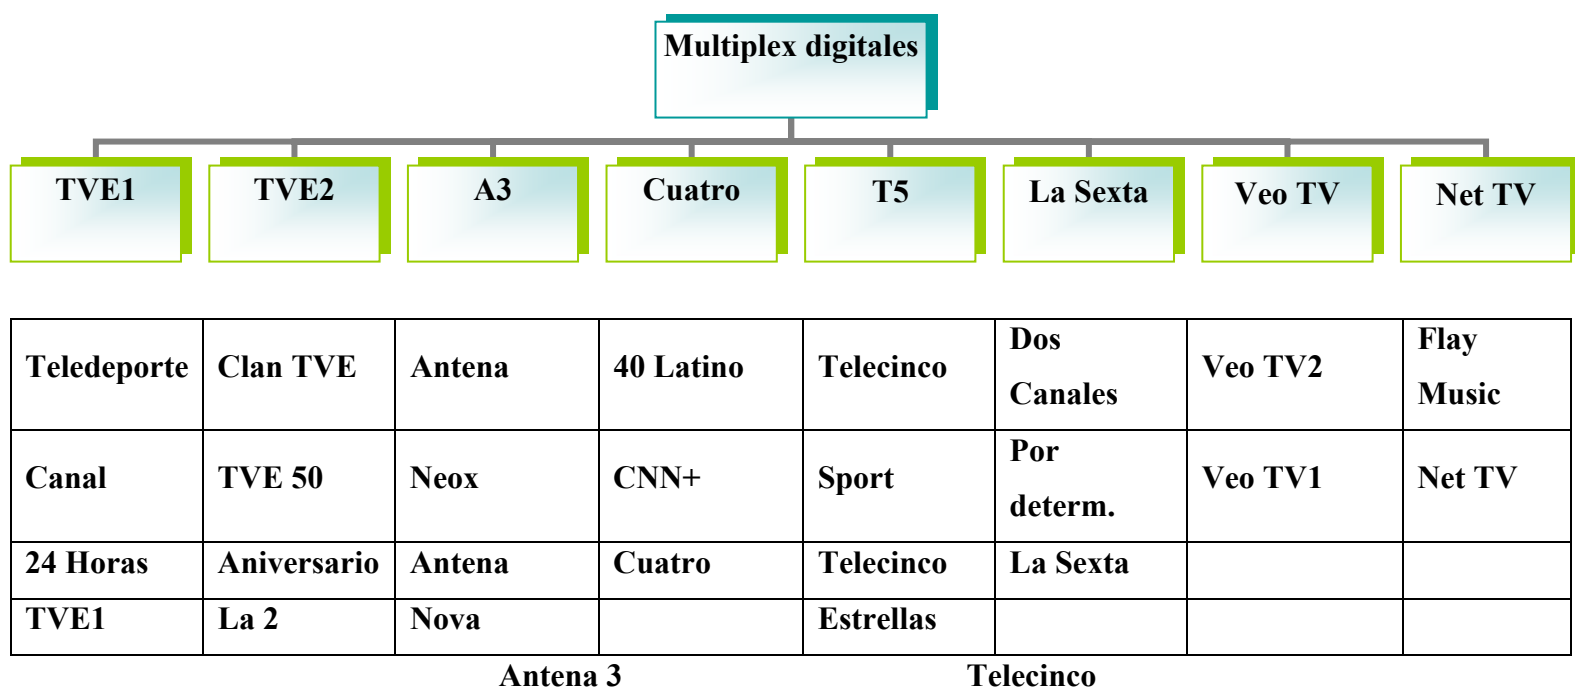 Multiplex digitales
TVE1 TVE2 A3 Cuatro T5 La Sexta Veo TV Net TV
Teledeporte Clan TVE Antena 40 Latino Telecinco Dos Canales Veo TV2 Flay Music
Canal TVE 50 Neox CNN+ Sport Por determ. Veo TV1 Net TV
24 Horas Aniversario Antena Cuatro Telecinco La Sexta
TVE1 La 2 Nova Estrellas
Antena 3 Telecinco